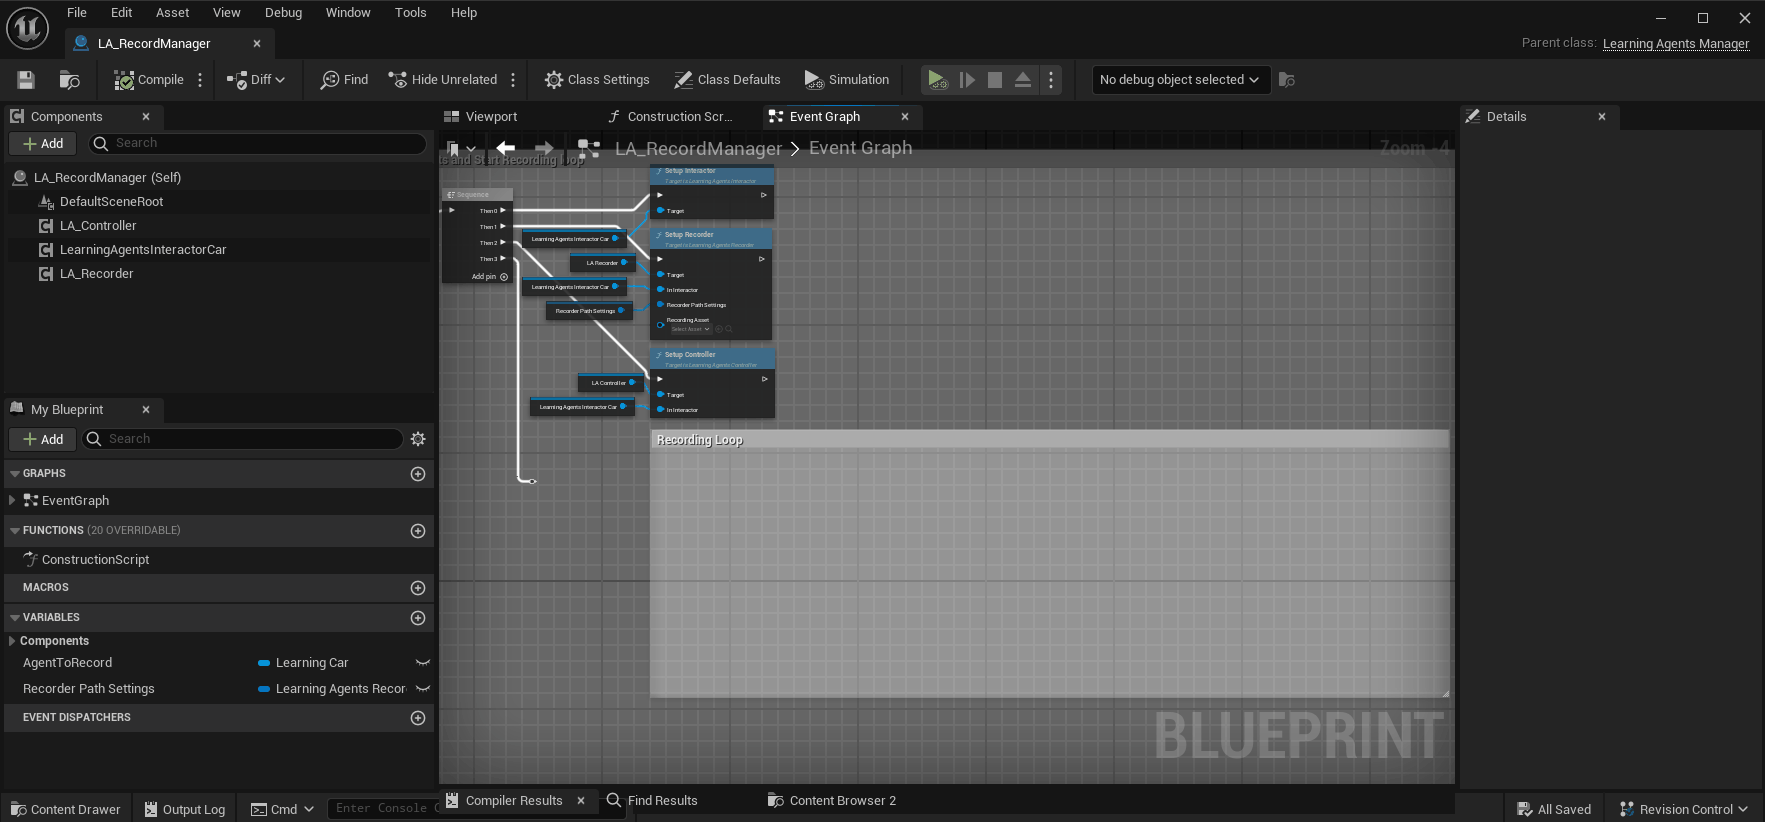 File Edit Asset View Debug Window Tools Help
LA_RecordManager
Parent class: Learning Agents Manager
Compile Diff Find Hide Unrelated Class Settings Class Defaults Simulation No debug object selected
Components
Viewport Construction Scr... Event Graph
Details
Add Search
LA_RecordManager > Event Graph
Zoom -4
ts and Start Recording loop
LA_RecordManager (Self)
DefaultSceneRoot
LA_Controller
LearningAgentsInteractorCar
LA_Recorder
Sequence
Then 0
Then 1
Then 2
Then 3
Add pin
Setup Interactor
Target is Learning Agents Interactor
Target
Learning Agents Interactor Car
Setup Recorder
Target is Learning Agents Recorder
LA Recorder
Target
Learning Agents Interactor Car
In Interactor
Recorder Path Settings
Recorder Path Settings
Recording Asset
Select Asset
Setup Controller
Target is Learning Agents Controller
LA Controller
Target
Learning Agents Interactor Car
In Interactor
Recording Loop
BLUEPRINT
My Blueprint
Add Search
GRAPHS
EventGraph
FUNCTIONS (20 OVERRIDABLE)
ConstructionScript
MACROS
VARIABLES
Components
AgentToRecord Learning Car
Recorder Path Settings Learning Agents Recor
EVENT DISPATCHERS
Compiler Results Find Results Content Browser 2
Content Drawer Output Log Cmd Enter Console C
All Saved Revision Control